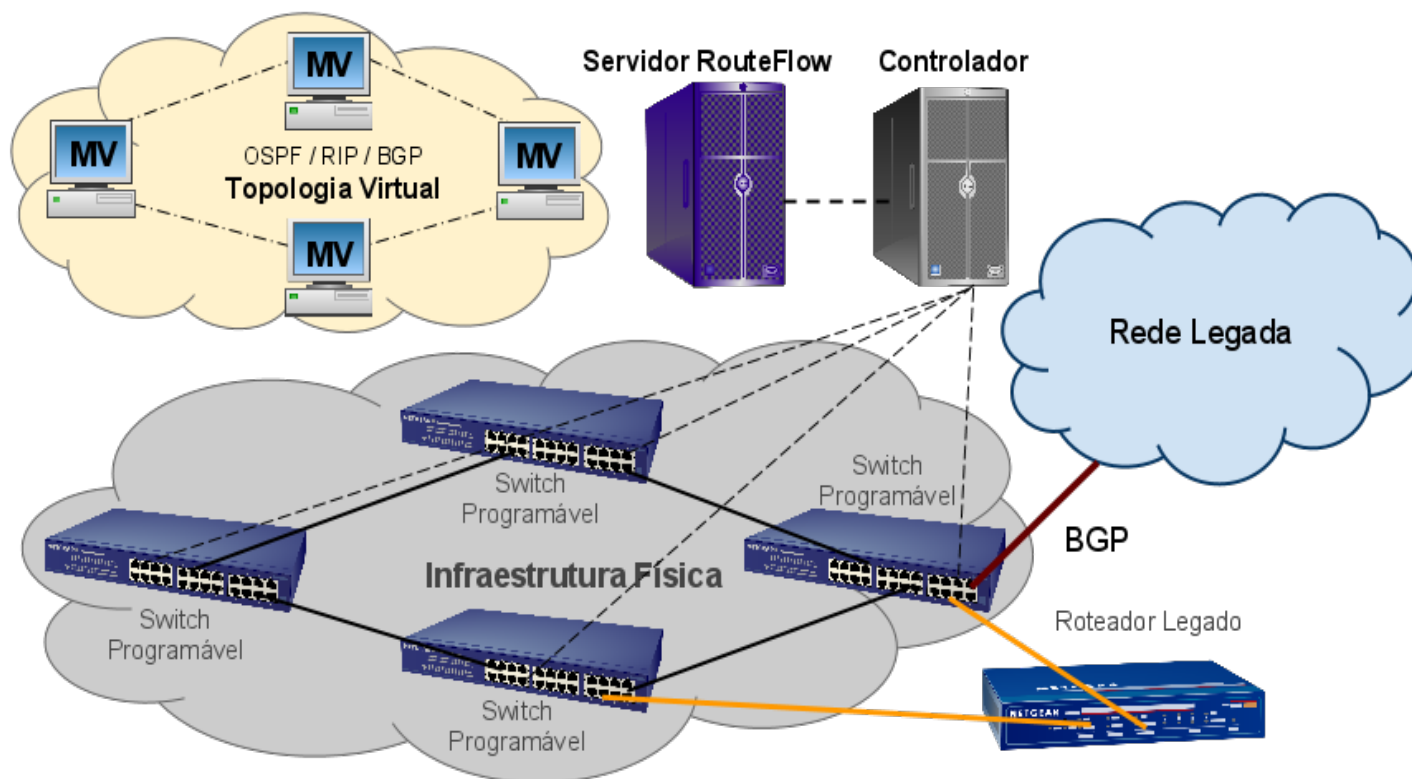 MV
MV
MV
MV
OSPF / RIP / BGP
Topologia Virtual
Servidor RouteFlow
Controlador
Rede Legada
Switch
Programável
Switch
Programável
Infraestrutura Física
BGP
Switch
Programável
Switch
Programável
Roteador Legado
NETGEAR